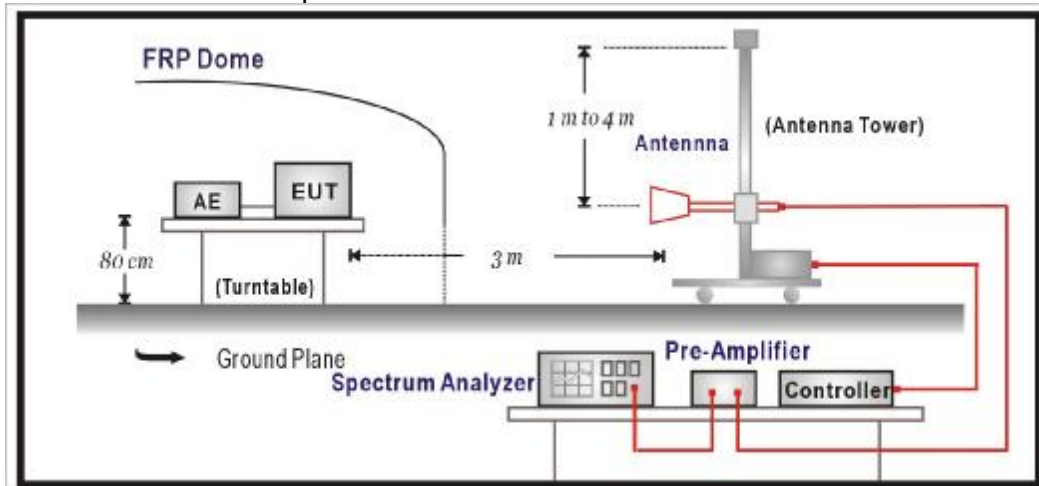 FRP Dome
1 m to 4 m
(Antenna Tower)
Antennna
AE
EUT
80 cm
3 m
(Turntable)
Ground Plane
Pre-Amplifier
Spectrum Analyzer
Controller